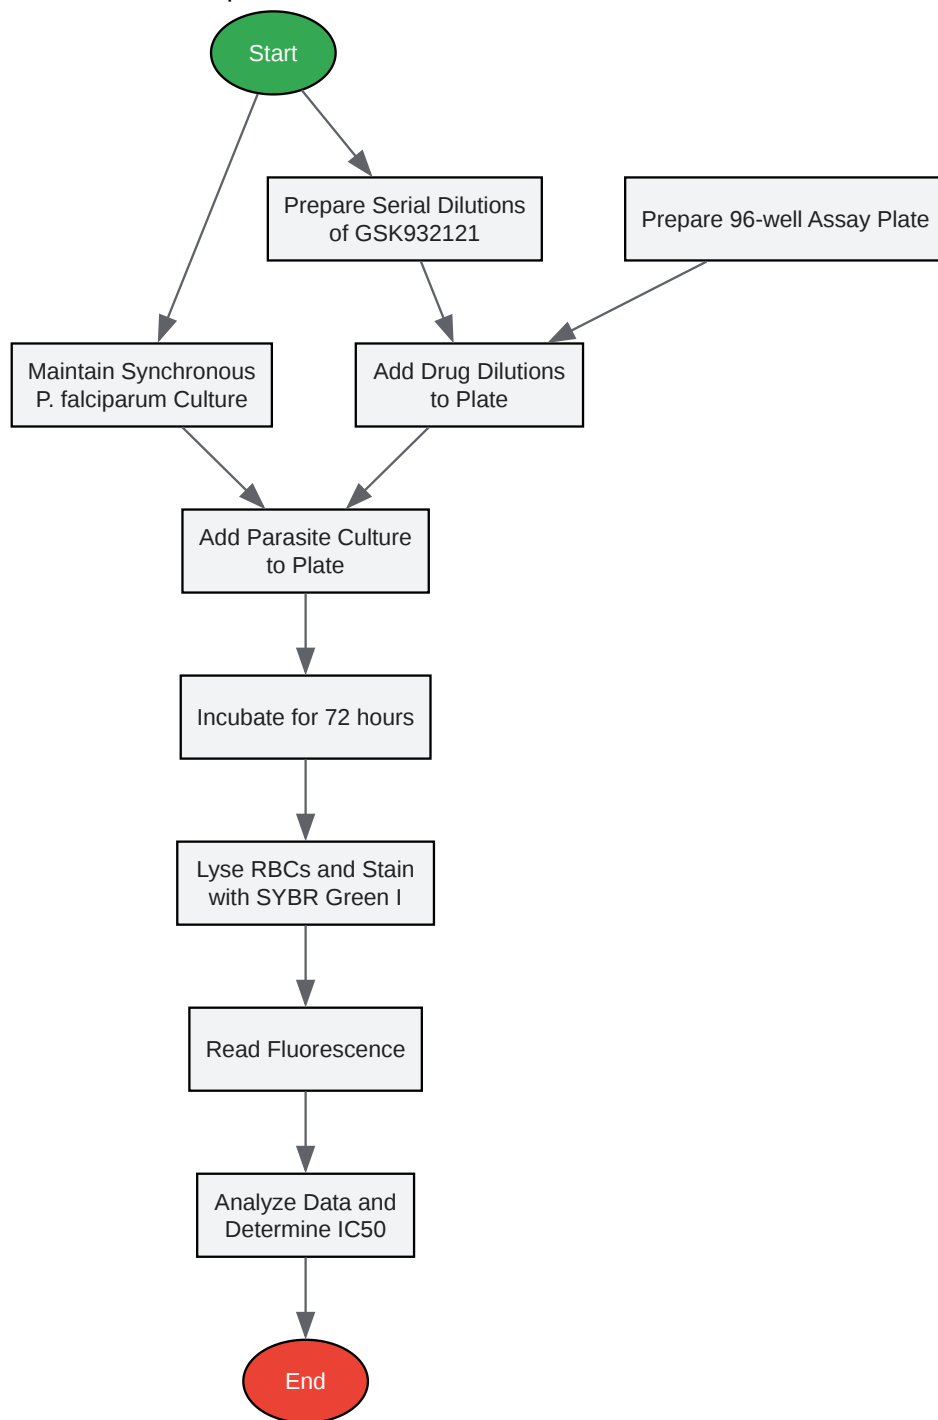 Start
Prepare Serial Dilutions
of GSK932121
Prepare 96-well Assay Plate
Maintain Synchronous
P. falciparum Culture
Add Drug Dilutions
to Plate
Add Parasite Culture
to Plate
Incubate for 72 hours
Lyse RBCs and Stain
with SYBR Green I
Read Fluorescence
Analyze Data and
Determine IC50
End